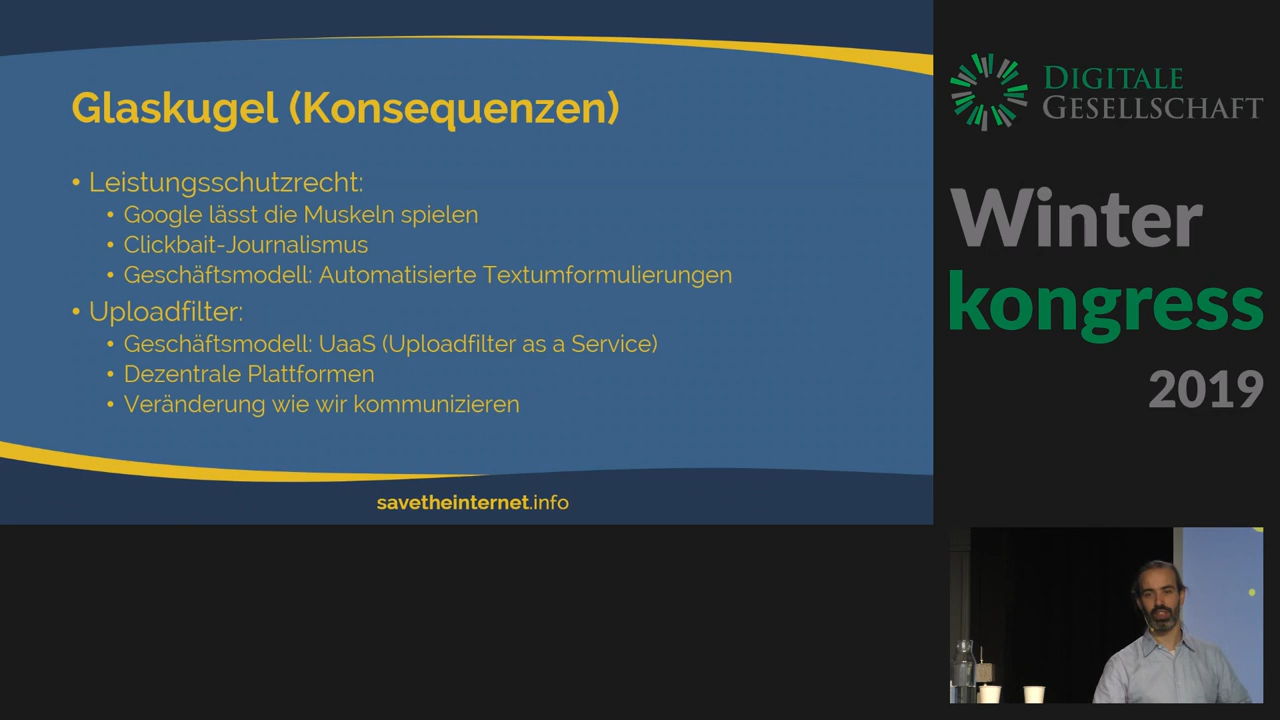 Glaskugel (Konsequenzen)
• Leistungsschutzrecht:
• Google lässt die Muskeln spielen
• Clickbait-Journalismus
• Geschäftsmodell: Automatisierte Textumformulierungen
• Uploadfilter:
• Geschäftsmodell: UaaS (Uploadfilter as a Service)
• Dezentrale Plattformen
• Veränderung wie wir kommunizieren
savetheinternet.info
DIGITALE
GESELLSCHAFT
Winter
kongress
2019